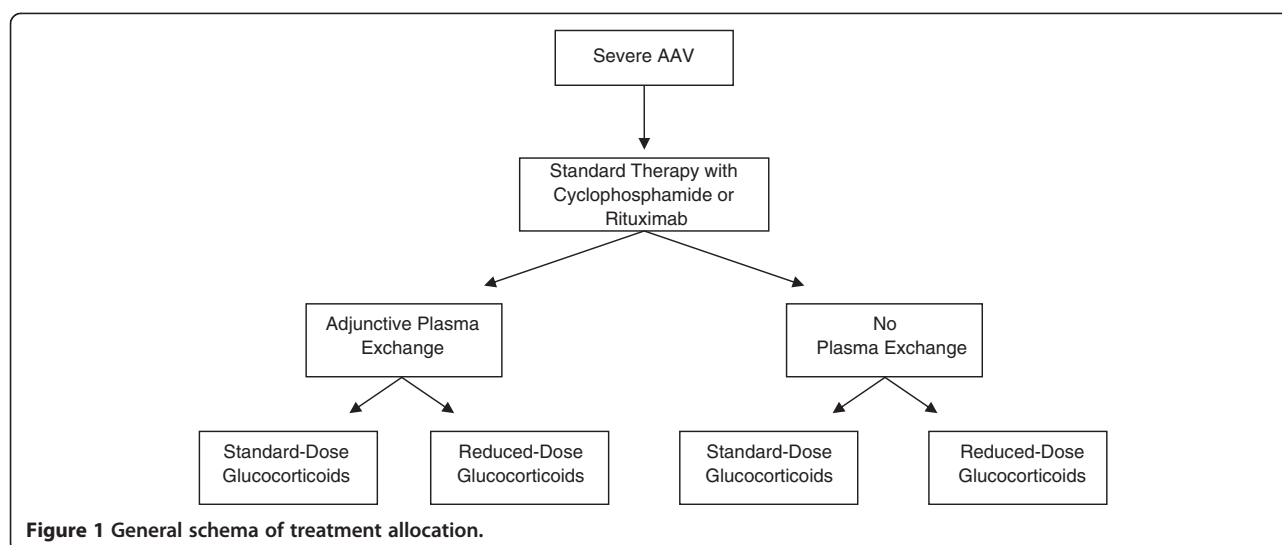 Severe AAV
Standard Therapy with
Cyclophosphamide or
Rituximab
Adjunctive Plasma
Exchange
No
Plasma Exchange
Standard-Dose
Glucocorticoids
Reduced-Dose
Glucocorticoids
Standard-Dose
Glucocorticoids
Reduced-Dose
Glucocorticoids
Figure 1 General schema of treatment allocation.